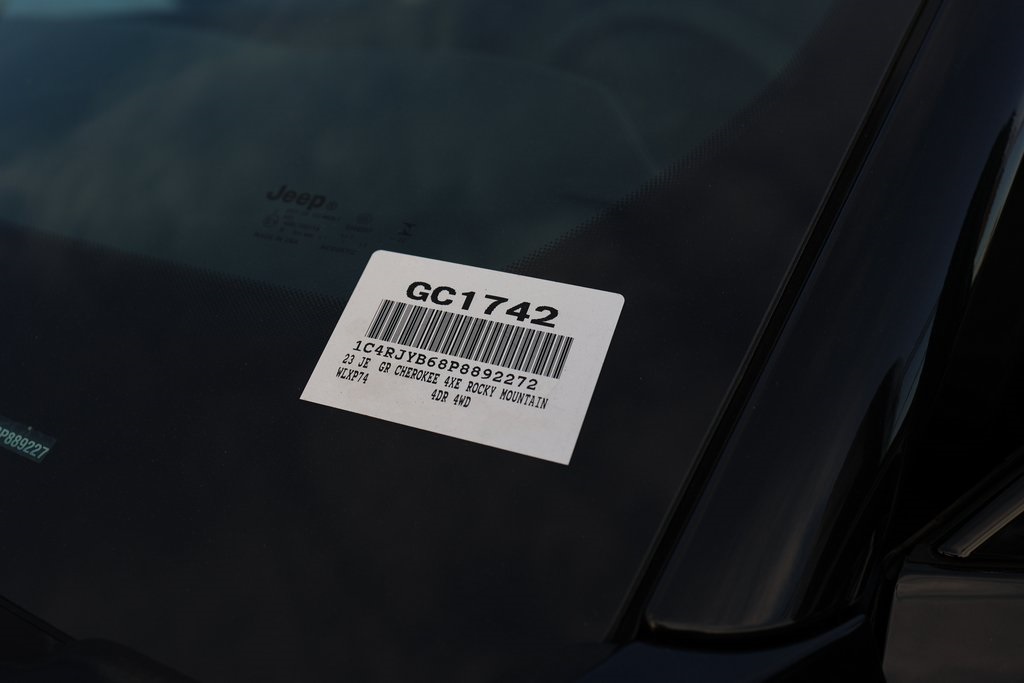 Jeep
GC1742
1C4RJYB68P8892272
23 JE GR CHEROKEE 4XE ROCKY MOUNTAIN
WLXP74 4DR 4WD
P889227